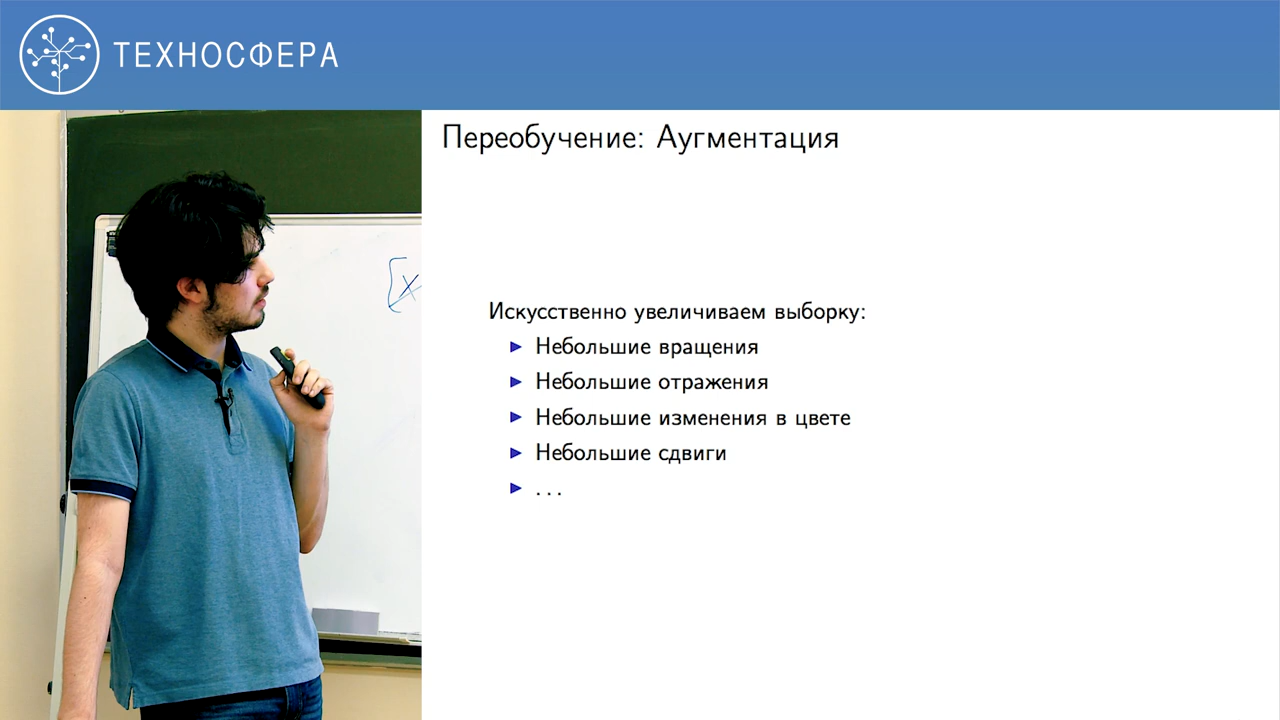 ТЕХНОСФЕРА
Переобучение: Аугментация
[x
Искусственно увеличиваем выборку:
Небольшие вращения
Небольшие отражения
Небольшие изменения в цвете
Небольшие сдвиги
...